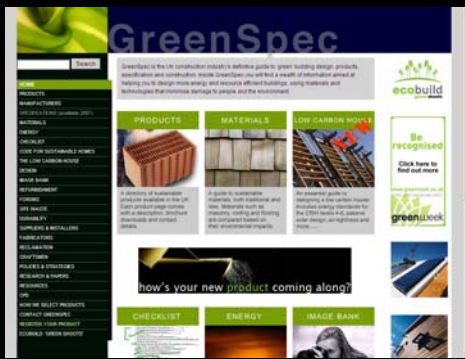 GreenSpec
Search
GreenSpec is the UK construction industry's definitive guide to 'green' building design, products,
specification and construction. Inside GreenSpec you will find a wealth of information aimed at
helping you to design more energy and resource efficient buildings, using materials and
technologies that minimise damage to people and the environment.
HOME
PRODUCTS
MANUFACTURERS
SPECIFICATIONS (available 2007)
MATERIALS
ENERGY
CHECKLIST
CODE FOR SUSTAINABLE HOMES
THE LOW CARBON HOUSE
DESIGN
IMAGE BANK
REFURBISHMENT
FORUMS
SITE WASTE
DURABILITY
SUPPLIERS & INSTALLERS
FABRICATORS
RECLAMATION
CRAFTSMEN
POLICIES & STRATEGIES
RESEARCH & PAPERS
RESOURCES
CPD
HOW WE SELECT PRODUCTS
CONTACT GREENSPEC
REGISTER YOUR PRODUCT
ECOBUILD 'GREEN SHOOTS'
PRODUCTS
A directory of sustainable
products available in the UK.
Each product page comes
with a description, brochure
downloads and contact
details.
MATERIALS
A guide to sustainable
materials, both traditional and
new. Materials such as
masonry, roofing and flooring
are compared based on
their environmental impacts.
LOW CARBON HOUSE
NEW
An essential guide to
designing a low carbon house.
Includes energy standards for
the CfSH levels 4-6, passive
solar design, air-tightness and
more.......
how's your new product coming along?
CHECKLIST
ENERGY
IMAGE BANK
ecobuild
green shoots
Be
recognised
Click here to
find out more
greenweek